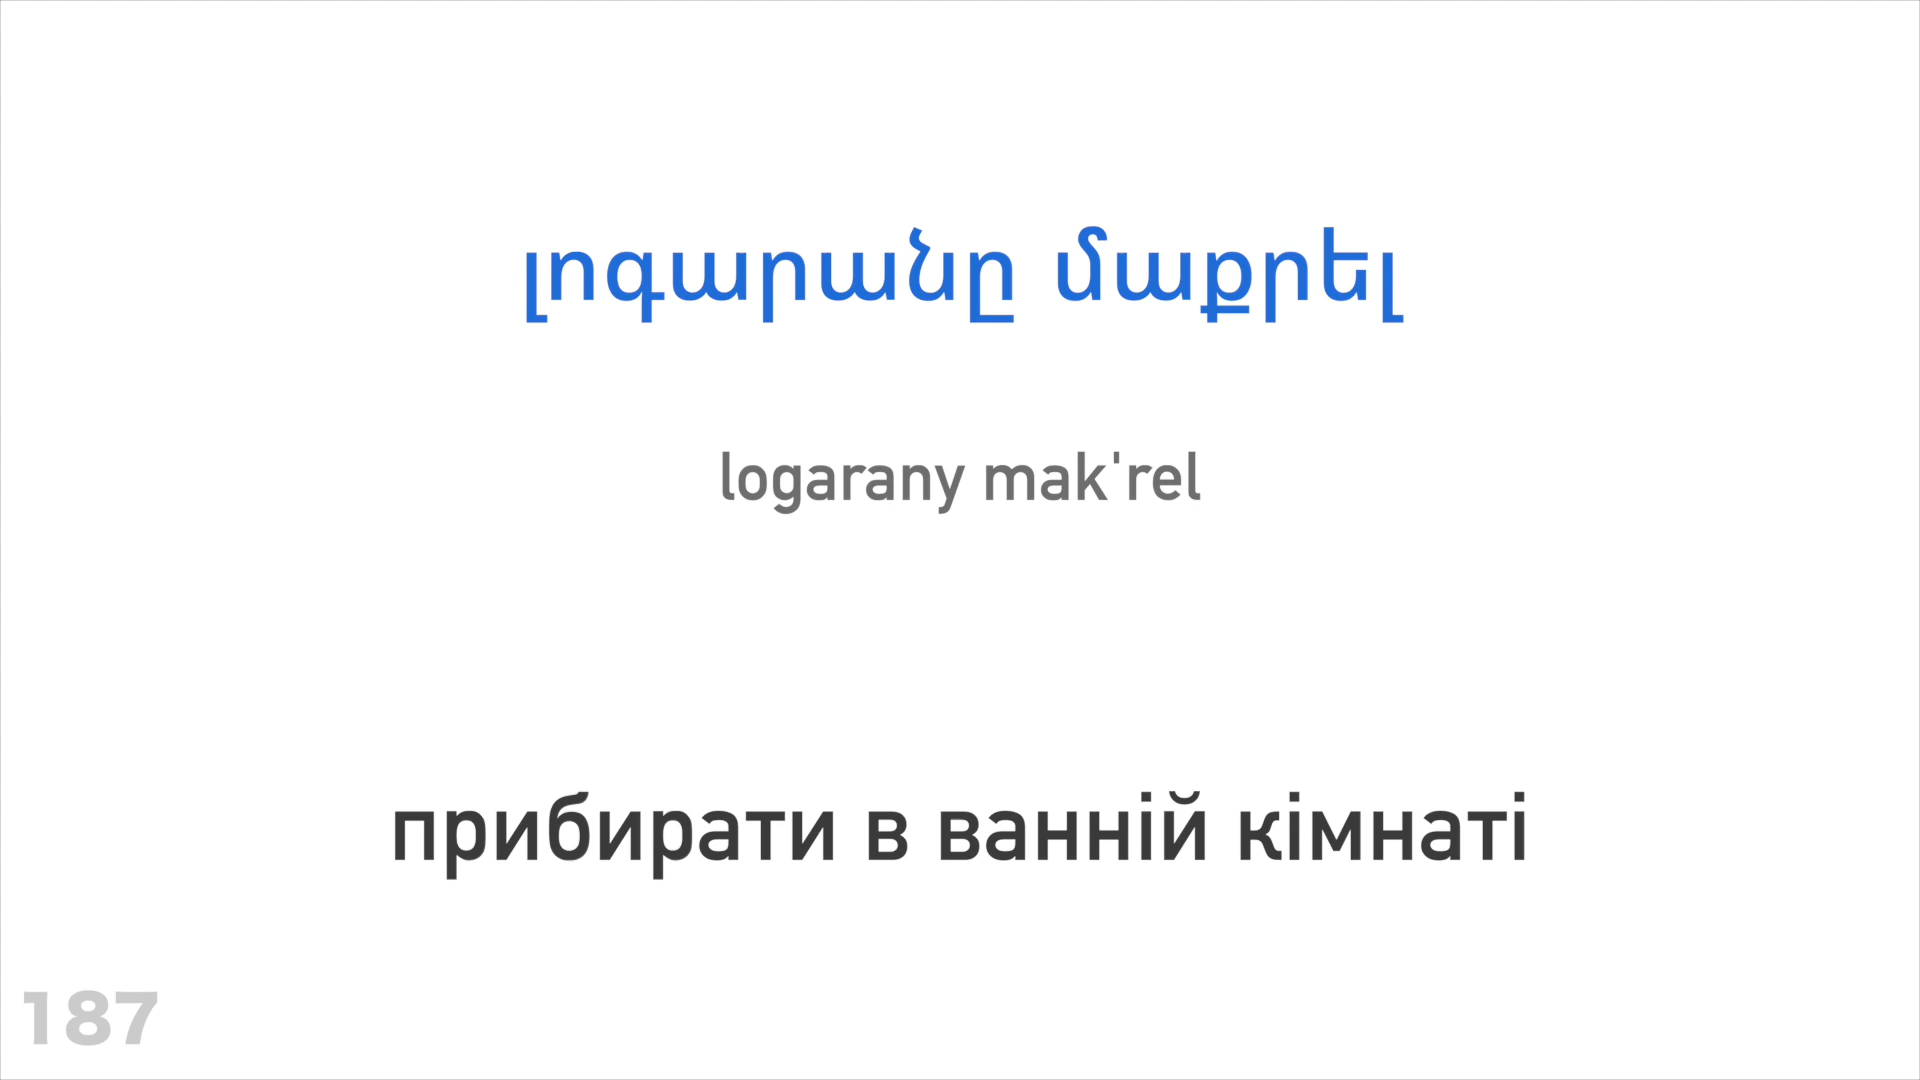 լոգարանը մաքրել
logarany mak'rel
прибирати в ванній кімнаті
187